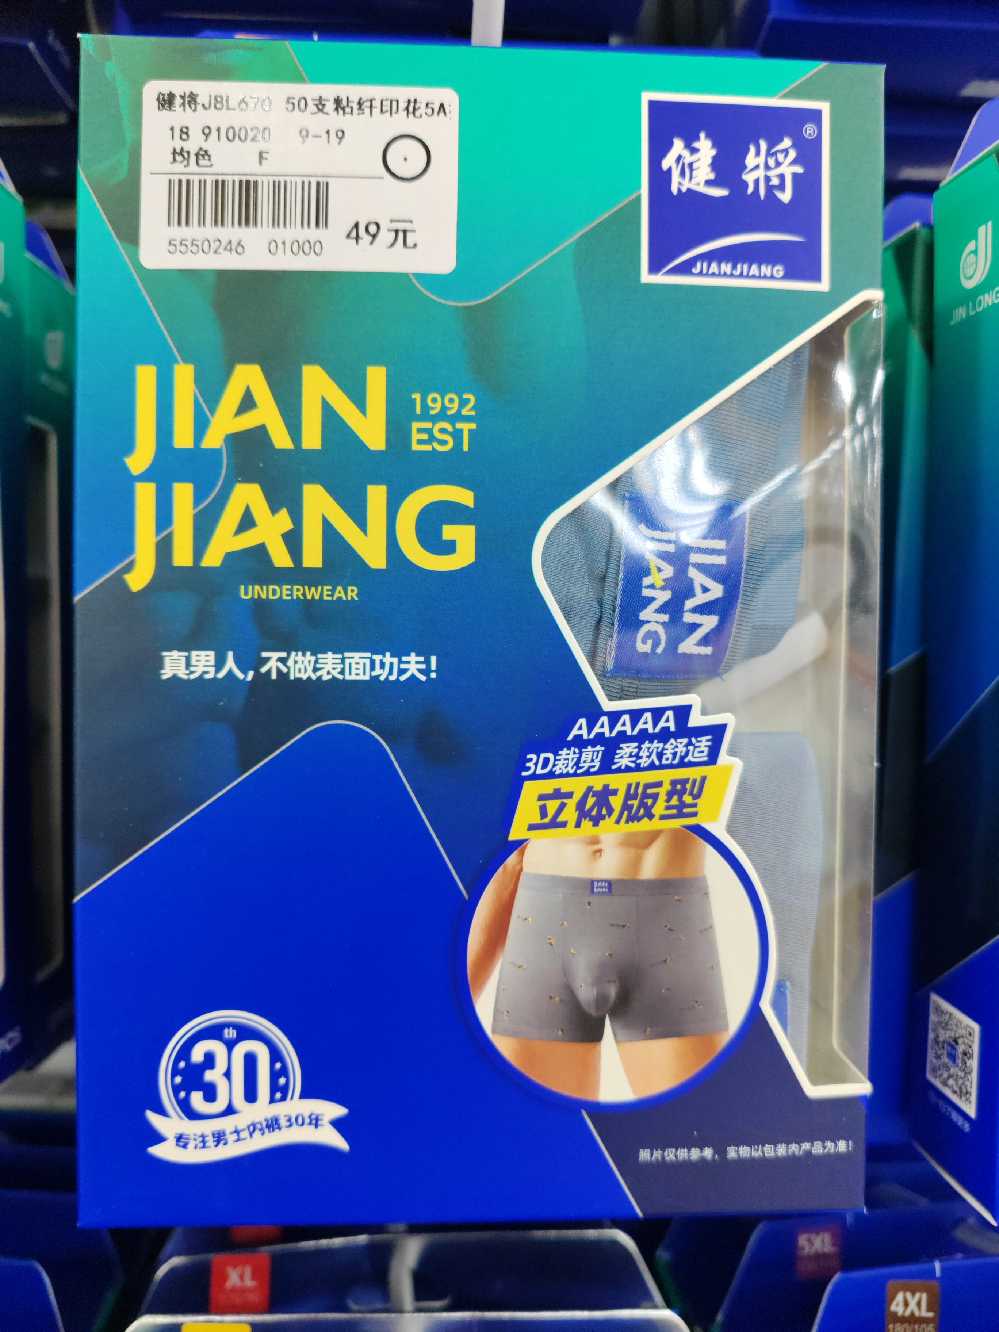 健将JBL670 50支粘纤印花5A
18 910020 9-19
均色 F
5550246 01000 49元
健將®
JIANJIANG
JIAN
JIANG
1992
EST
UNDERWEAR
真男人,不做表面功夫!
JIAN
JIANG
AAAAA
3D裁剪 柔软舒适
立体版型
30th
专注男士内裤30年
照片仅供参考，实物以包装内产品为准!
JIN LONG
XL
5XL
4XL
180/105